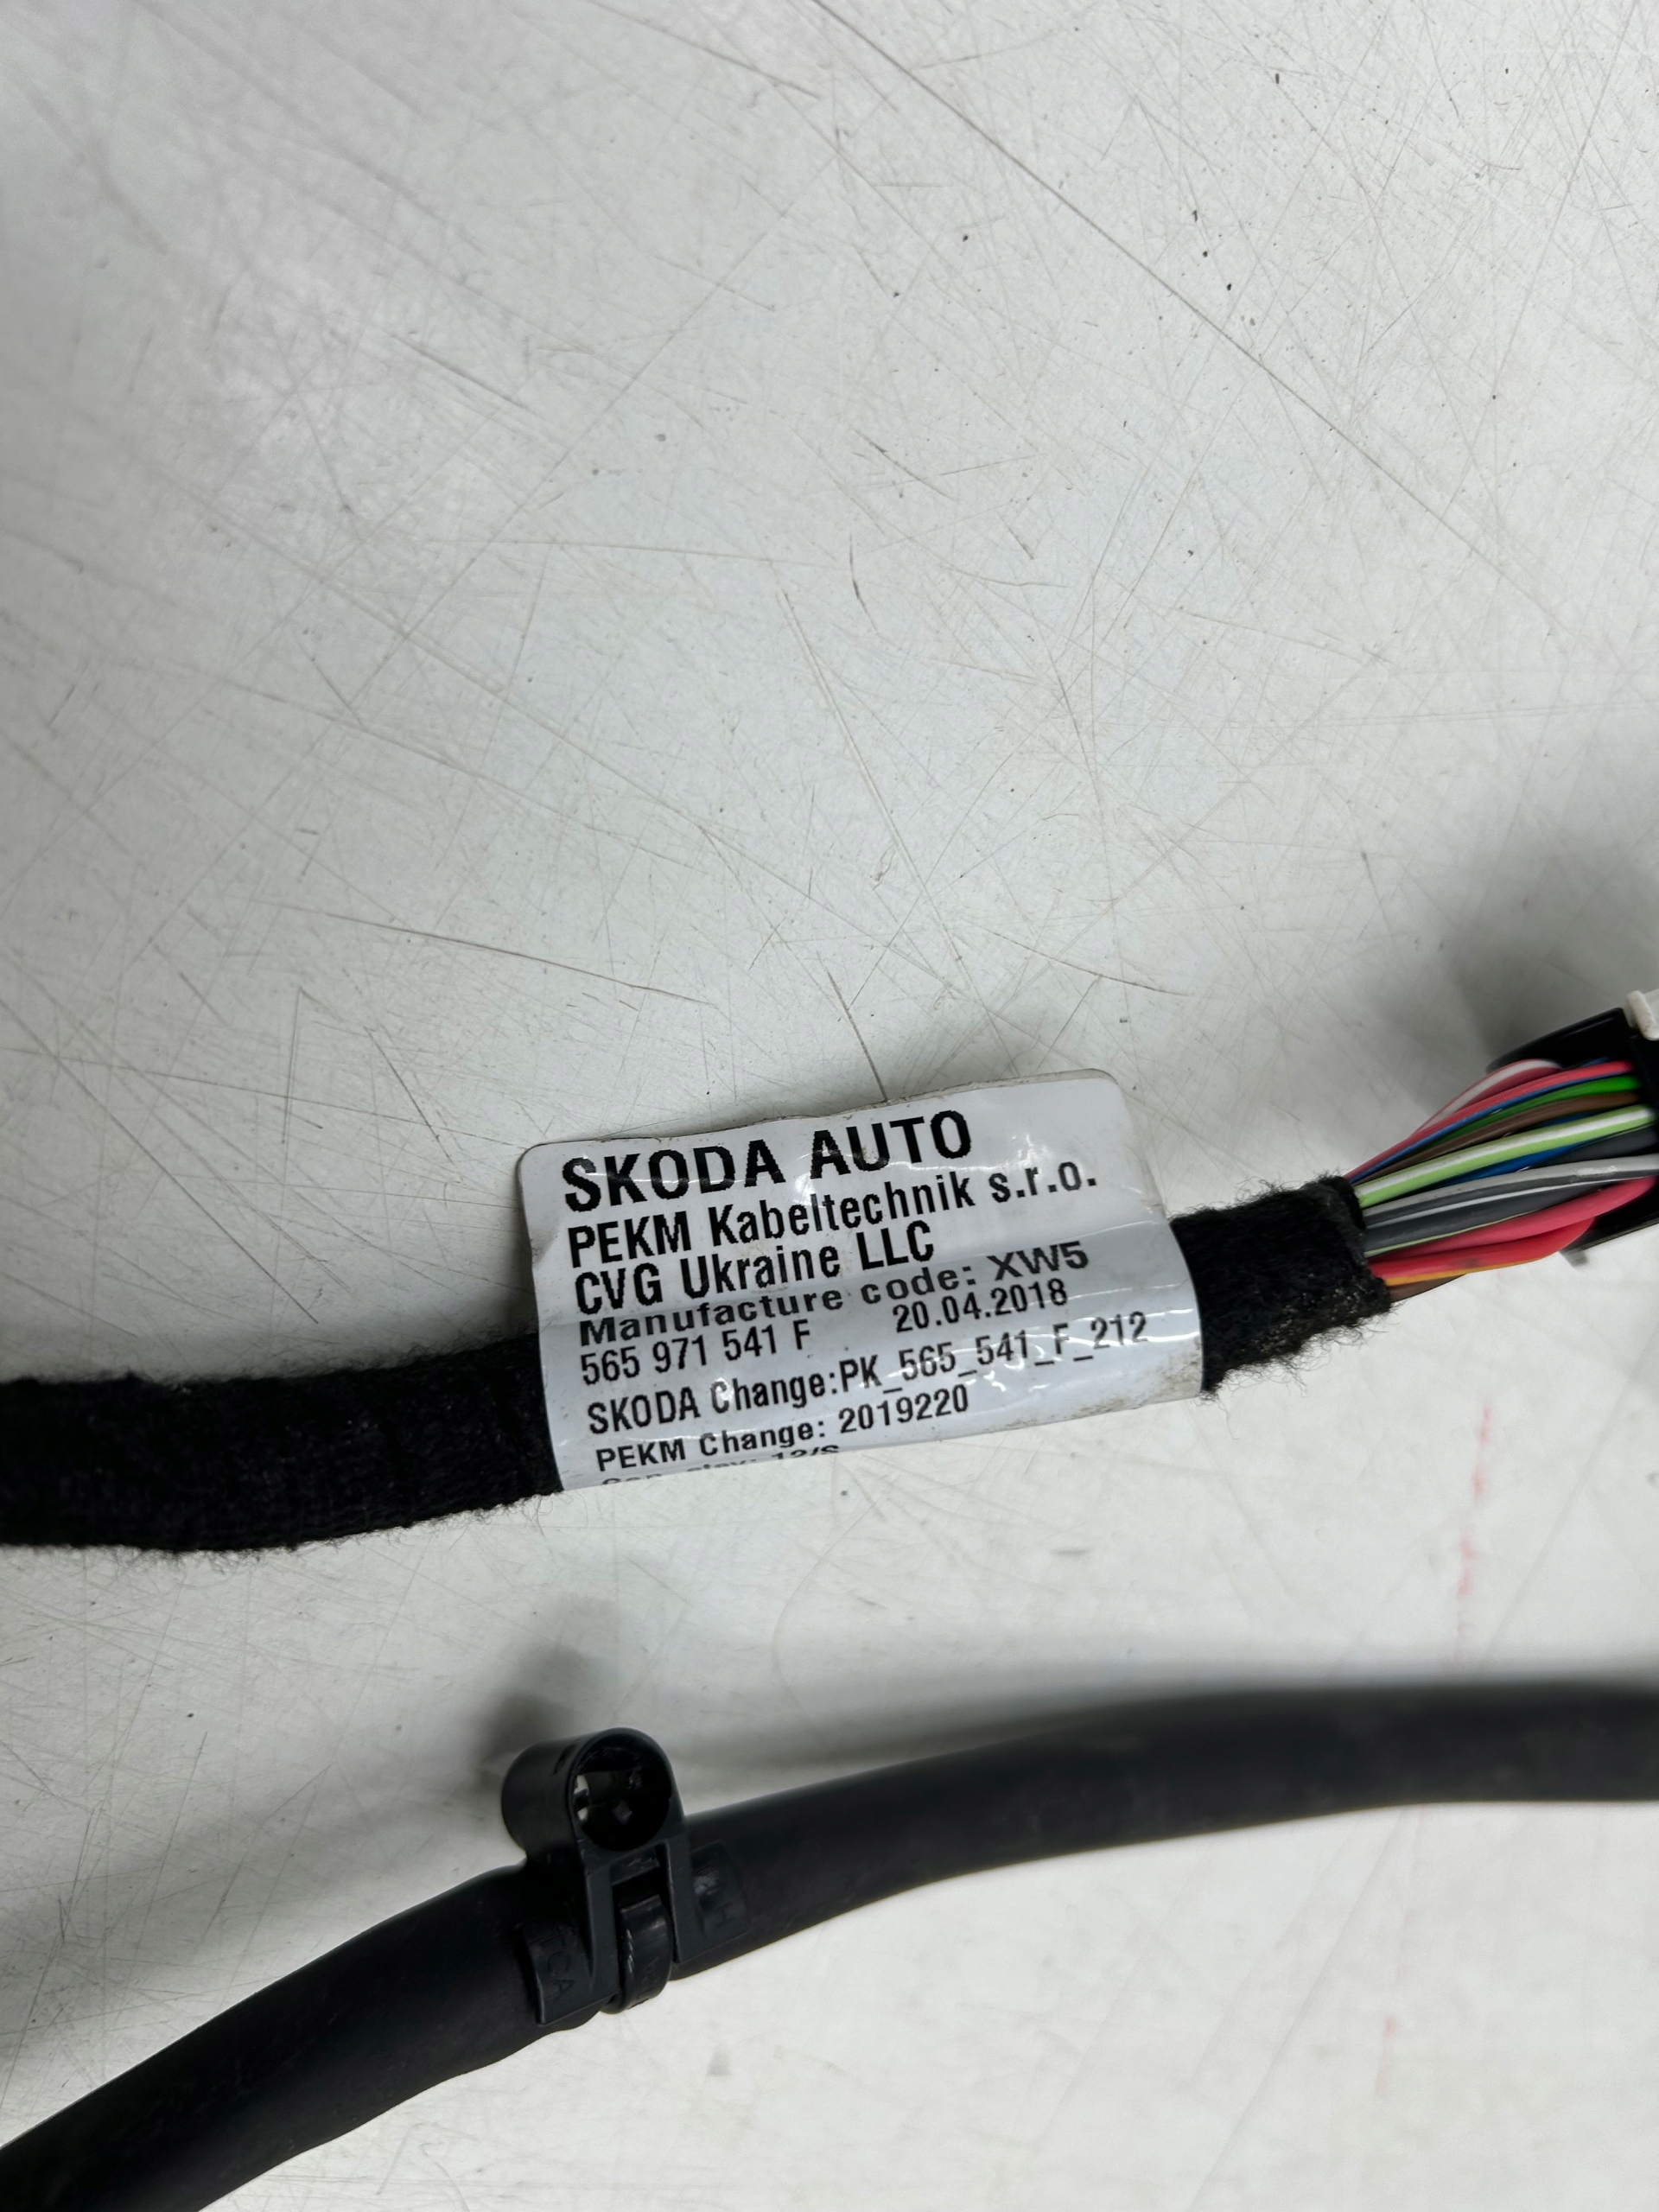 SKODA AUTO
PEKM Kabeltechnik s.r.o.
CVG Ukraine LLC
Manufacture code: XW5
565 971 541 F 20.04.2018
SKODA Change:PK_565_541_F_212
PEKM Change: 2019220